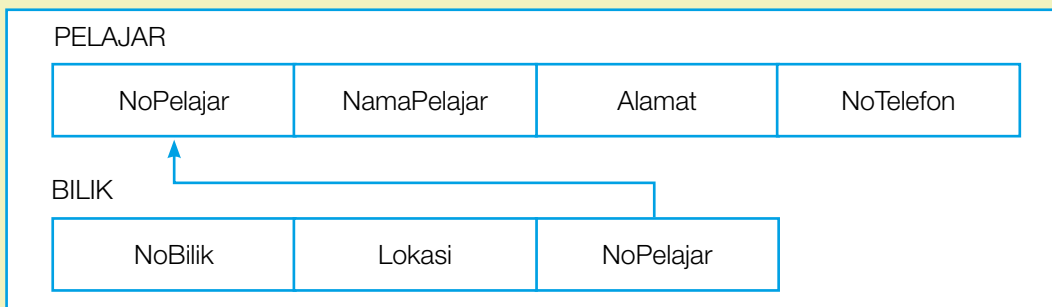 PELAJAR
NoPelajar NamaPelajar Alamat NoTelefon
BILIK
NoBilik Lokasi NoPelajar